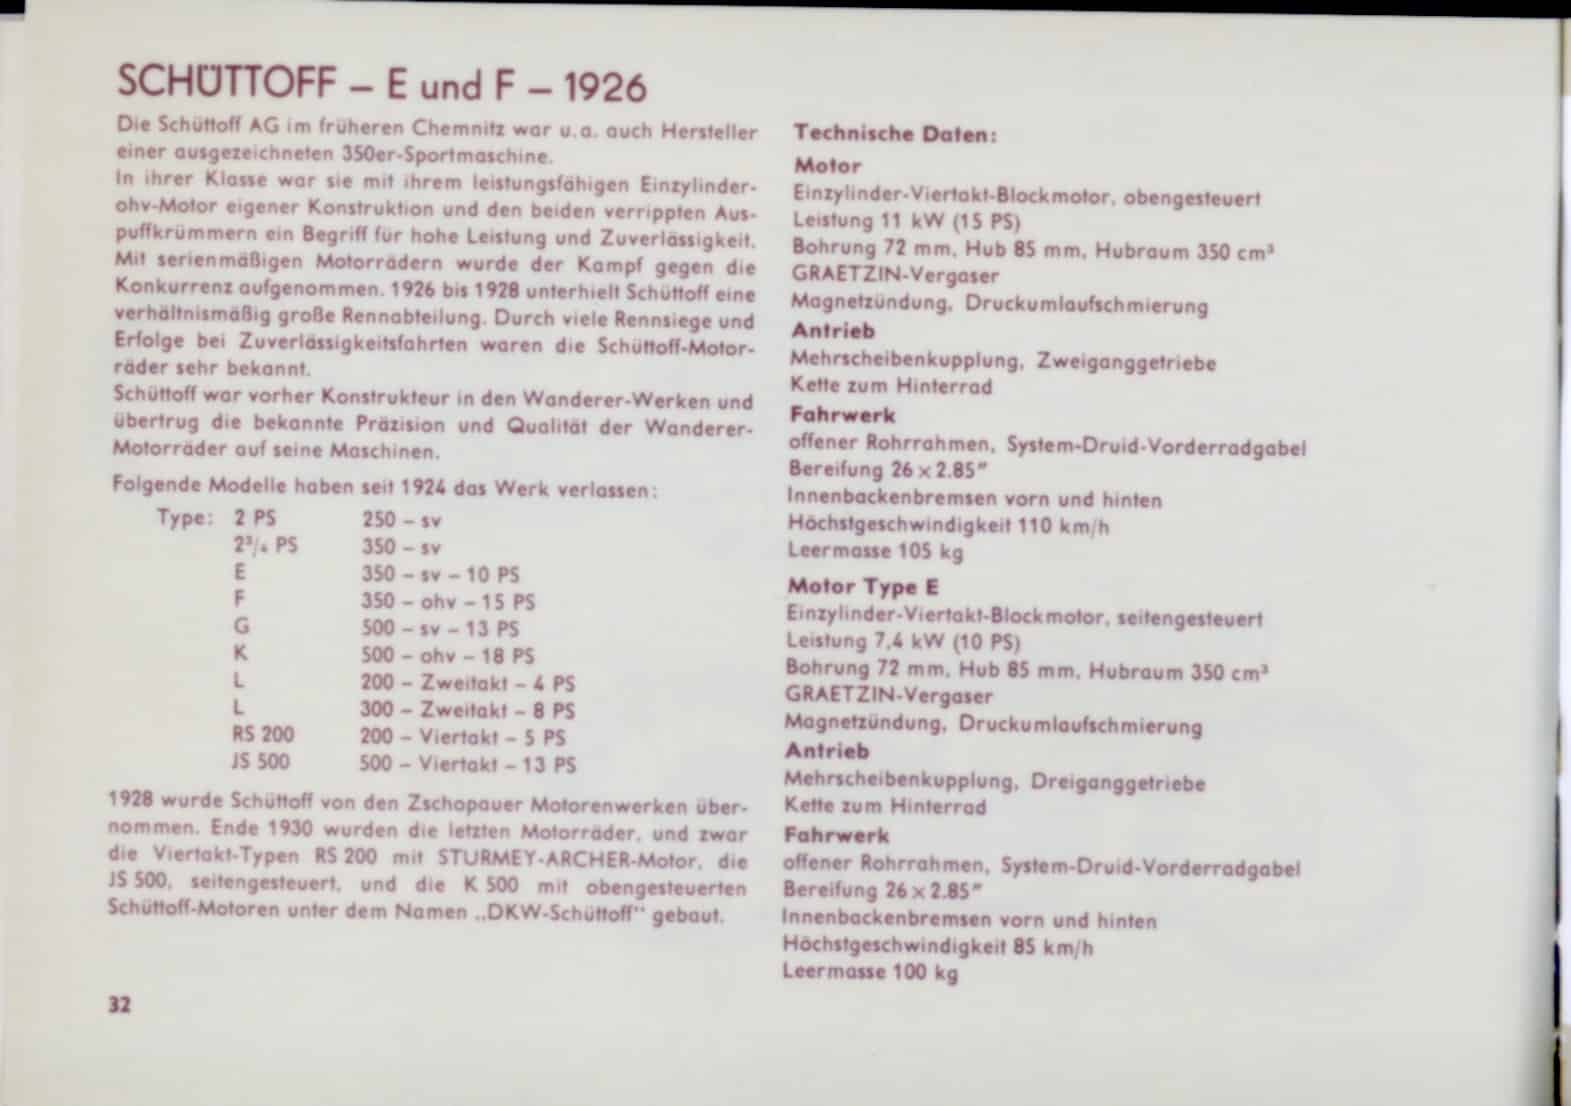 SCHÜTTOFF – E und F – 1926
Die Schüttoff AG im früheren Chemnitz war u. a. auch Hersteller
einer ausgezeichneten 350er-Sportmaschine.
In ihrer Klasse war sie mit ihrem leistungsfähigen Einzylinder-
ohv-Motor eigener Konstruktion und den beiden verrippten Aus-
puffkrümmern ein Begriff für hohe Leistung und Zuverlässigkeit.
Mit serienmäßigen Motorrädern wurde der Kampf gegen die
Konkurrenz aufgenommen. 1926 bis 1928 unterhielt Schüttoff eine
verhältnismäßig große Rennabteilung. Durch viele Rennsiege und
Erfolge bei Zuverlässigkeitsfahrten waren die Schüttoff-Motor-
räder sehr bekannt.
Schüttoff war vorher Konstrukteur in den Wanderer-Werken und
übertrug die bekannte Präzision und Qualität der Wanderer-
Motorräder auf seine Maschinen.
Folgende Modelle haben seit 1924 das Werk verlassen:
Type: 2 PS 250 – sv
2³/₄ PS 350 – sv
E 350 – sv – 10 PS
F 350 – ohv – 15 PS
G 500 – sv – 13 PS
K 500 – ohv – 18 PS
L 200 – Zweitakt – 4 PS
L 300 – Zweitakt – 8 PS
RS 200 200 – Viertakt – 5 PS
JS 500 500 – Viertakt – 13 PS
1928 wurde Schüttoff von den Zschopauer Motorenwerken über-
nommen. Ende 1930 wurden die letzten Motorräder, und zwar
die Viertakt-Typen RS 200 mit STURMEY-ARCHER-Motor, die
JS 500, seitengesteuert, und die K 500 mit obengesteuerten
Schüttoff-Motoren unter dem Namen „DKW-Schüttoff“ gebaut.
32
Technische Daten:
Motor
Einzylinder-Viertakt-Blockmotor, obengesteuert
Leistung 11 kW (15 PS)
Bohrung 72 mm, Hub 85 mm, Hubraum 350 cm³
GRAETZIN-Vergaser
Magnetzündung, Druckumlaufschmierung
Antrieb
Mehrscheibenkupplung, Zweiganggetriebe
Kette zum Hinterrad
Fahrwerk
offener Rohrrahmen, System-Druid-Vorderradgabel
Bereifung 26 × 2.85″
Innenbackenbremsen vorn und hinten
Höchstgeschwindigkeit 110 km/h
Leermasse 105 kg
Motor Type E
Einzylinder-Viertakt-Blockmotor, seitengesteuert
Leistung 7,4 kW (10 PS)
Bohrung 72 mm, Hub 85 mm, Hubraum 350 cm³
GRAETZIN-Vergaser
Magnetzündung, Druckumlaufschmierung
Antrieb
Mehrscheibenkupplung, Dreiganggetriebe
Kette zum Hinterrad
Fahrwerk
offener Rohrrahmen, System-Druid-Vorderradgabel
Bereifung 26 × 2.85″
Innenbackenbremsen vorn und hinten
Höchstgeschwindigkeit 85 km/h
Leermasse 100 kg